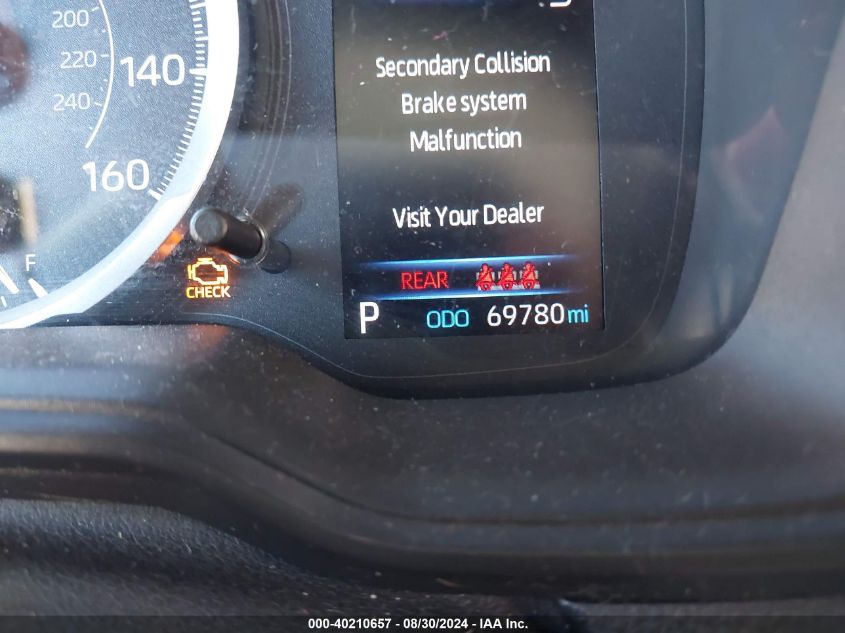 200
220
140
240
160
F
CHECK
Secondary Collision
Brake system
Malfunction
Visit Your Dealer
REAR
P ODO 69780 mi
000-40210657 - 08/30/2024 - IAA Inc.